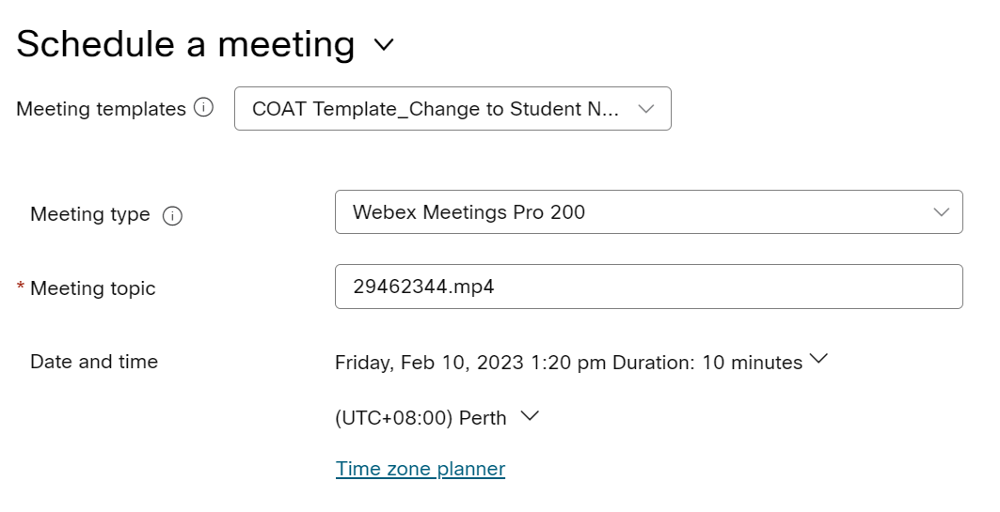 Schedule a meeting
Meeting templates COAT Template_Change to Student N...
Meeting type Webex Meetings Pro 200
* Meeting topic 29462344.mp4
Date and time Friday, Feb 10, 2023 1:20 pm Duration: 10 minutes
(UTC+08:00) Perth
Time zone planner